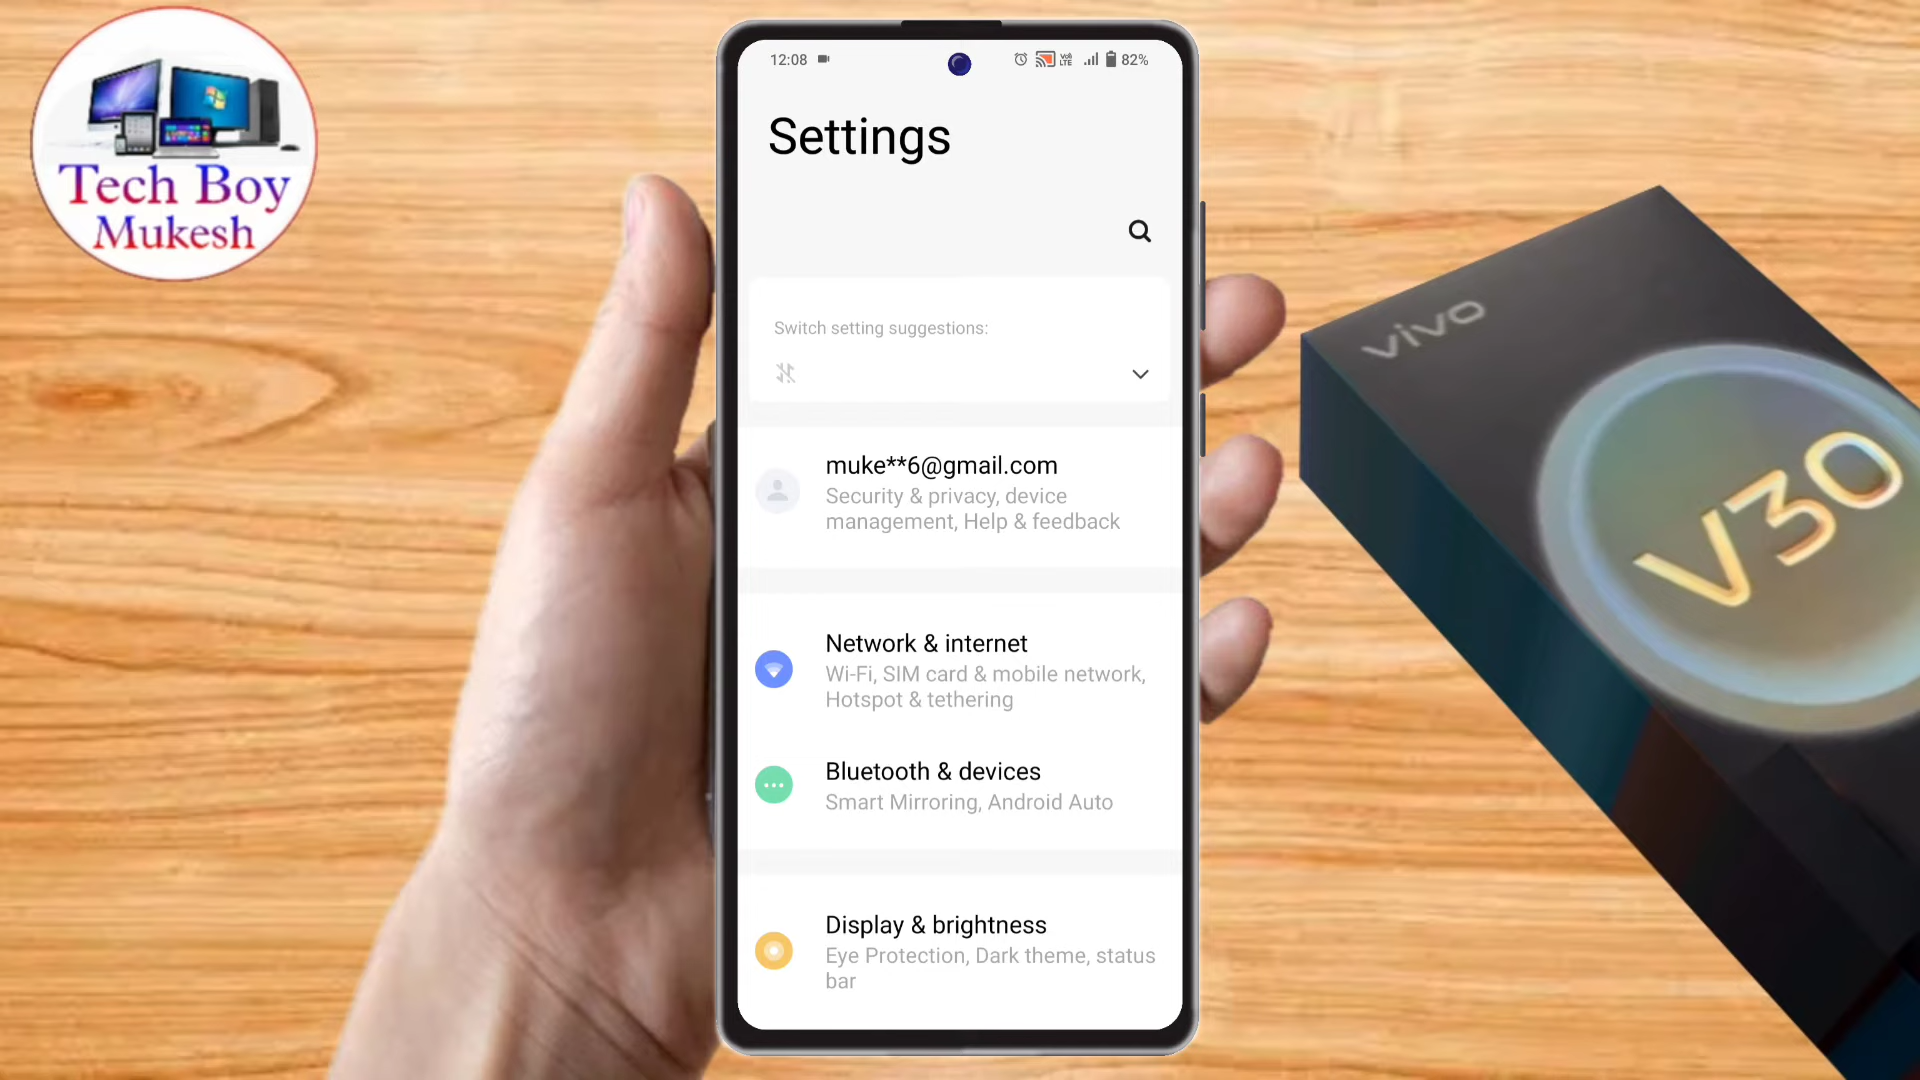 Tech Boy
Mukesh
12:08
82%
Settings
Switch setting suggestions:
muke**6@gmail.com
Security & privacy, device
management, Help & feedback
Network & internet
Wi-Fi, SIM card & mobile network,
Hotspot & tethering
Bluetooth & devices
Smart Mirroring, Android Auto
Display & brightness
Eye Protection, Dark theme, status
bar
vivo
V30